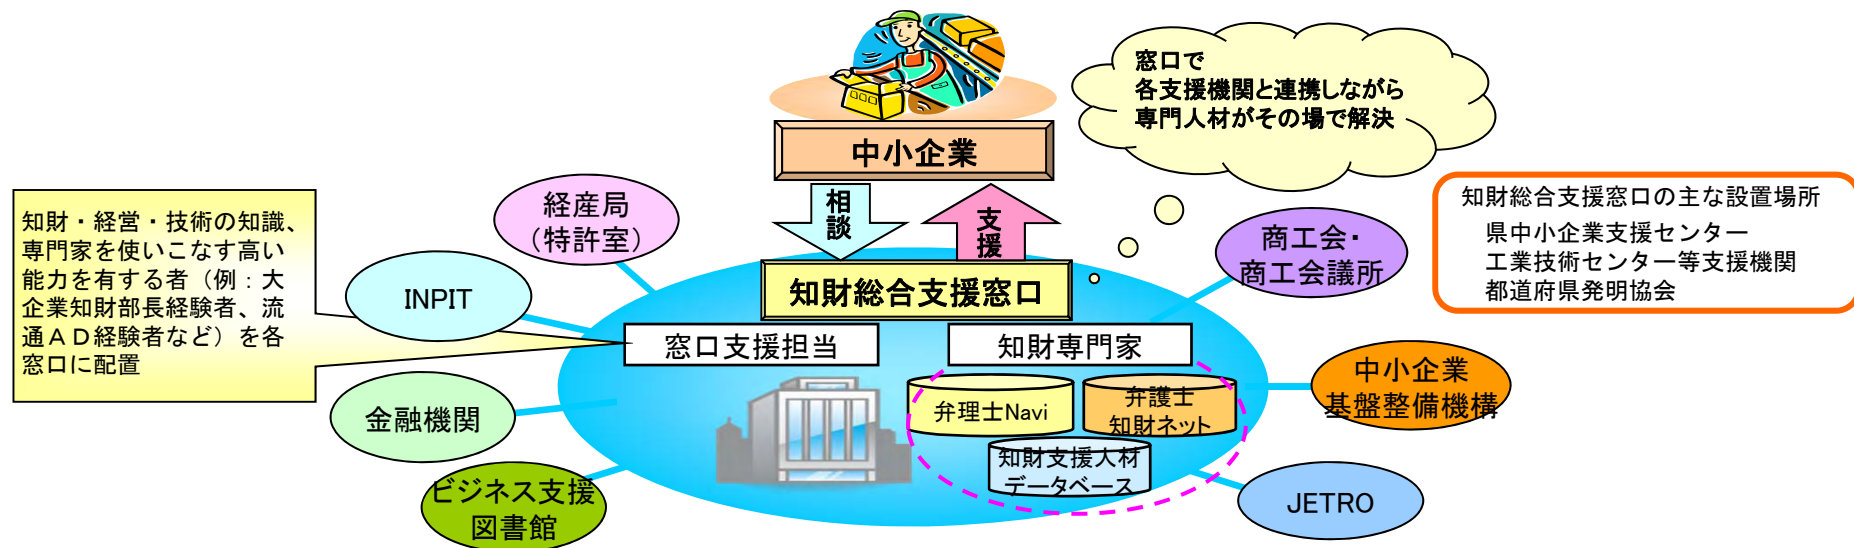 窓口で
各支援機関と連携しながら
専門人材がその場で解決
中小企業
相談
支援
知財・経営・技術の知識、
専門家を使いこなす高い
能力を有する者（例：大
企業知財部長経験者、流
通ＡＤ経験者など）を各
窓口に配置
経産局
（特許室）
INPIT
金融機関
ビジネス支援
図書館
知財総合支援窓口
窓口支援担当
知財専門家
弁理士Navi
弁護士
知財ネット
知財支援人材
データベース
商工会・
商工会議所
中小企業
基盤整備機構
JETRO
知財総合支援窓口の主な設置場所
県中小企業支援センター
工業技術センター等支援機関
都道府県発明協会